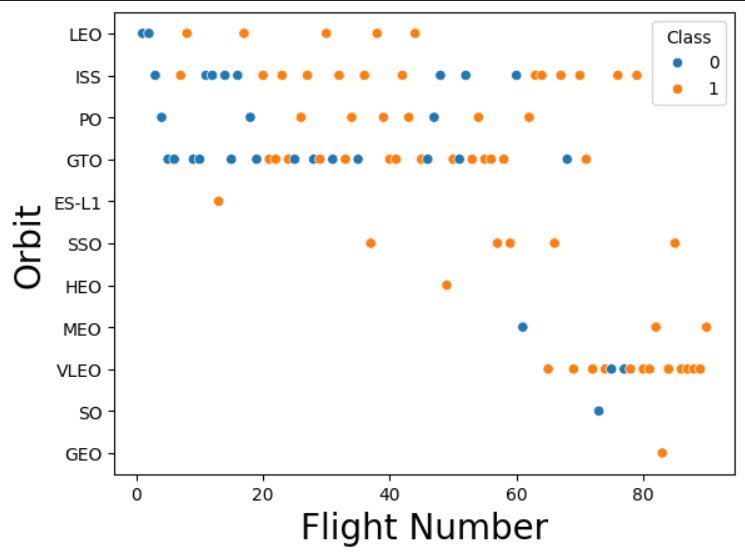 LEO
ISS
PO
GTO
ES-L1
SSO
HEO
MEO
VLEO
SO
GEO
Orbit
Class
0
1
0 20 40 60 80
Flight Number